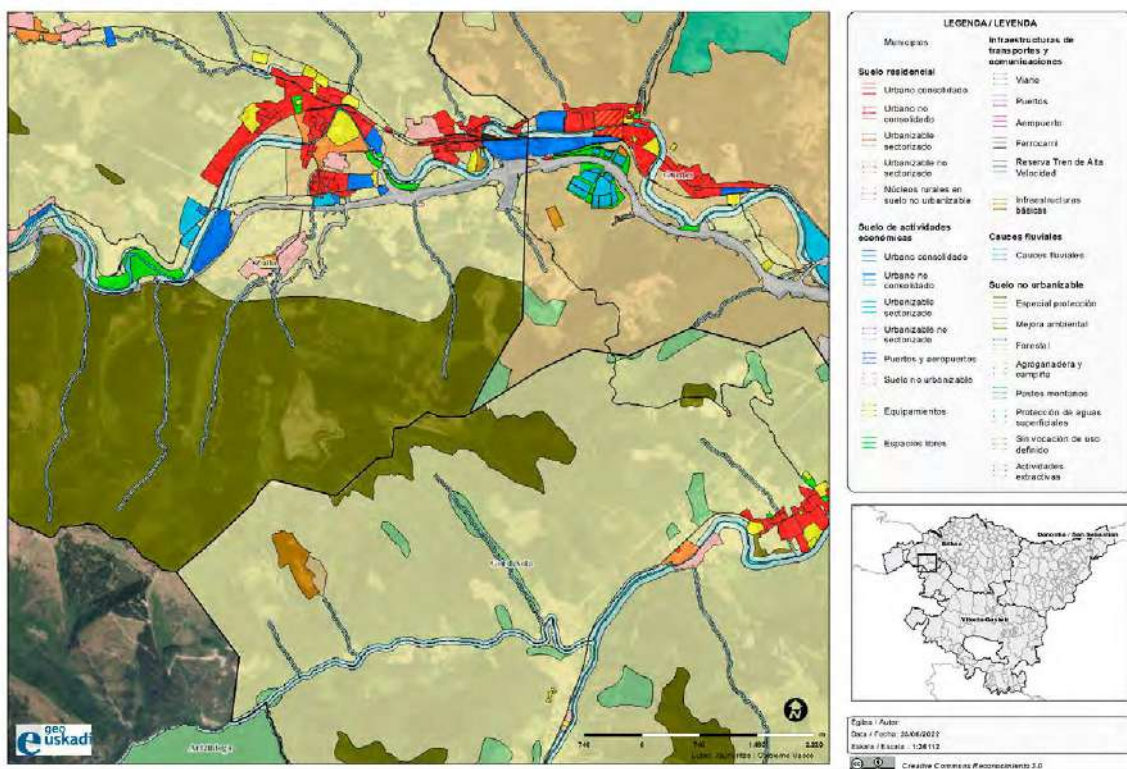 LEGENDA / LEYENDA
Municipios
Suelo residencial
Urbano consolidado
Urbano no
consolidado
Urbanizable
sectorizado
Urbanizable no
sectorizado
Núcleos rurales en
suelo no urbanizable
Suelo de actividades
económicas
Urbano consolidado
Urbano no
consolidado
Urbanizable
sectorizado
Urbanizable no
sectorizado
Puertos y aeropuertos
Suelo no urbanizable
Equipamientos
Espacios libres
Infraestructuras de
transportes y
comunicaciones
Viario
Puertos
Aeropuerto
Ferrocarril
Reserva Tren de Alta
Velocidad
Infraestructuras
básicas
Cauces fluviales
Cauces fluviales
Suelo no urbanizable
Especial protección
Mejora ambiental
Forestal
Agroganadera y
campiña
Pastos montanos
Protección de aguas
superficiales
Sin vocación de uso
definido
Actividades
extractivas
Bilbao
Donostia / San Sebastián
Vitoria-Gasteiz
N
740 0 740
m
geo
euskadi
Egilea / Autor:
Data / Fecha: 28/06/2022
Eskala / Escala : 1:36112
cc
Creative Commons Reconocimiento 3.0